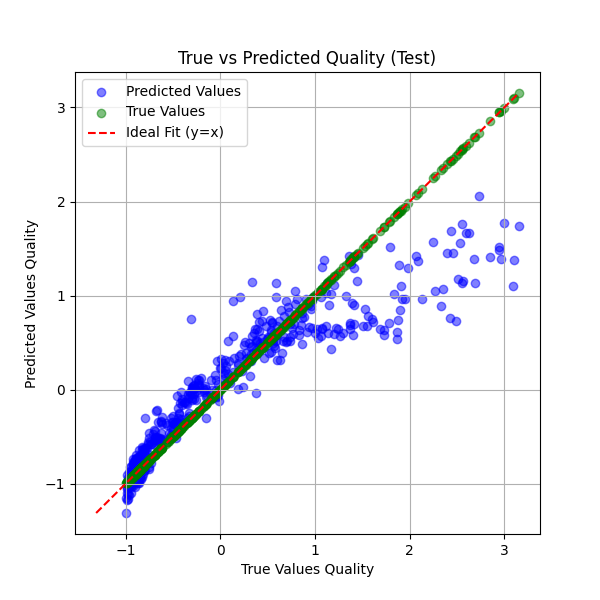 True vs Predicted Quality (Test)
Predicted Values
True Values
Ideal Fit (y=x)
Predicted Values Quality
3
2
1
0
−1
−1 0 1 2 3
True Values Quality